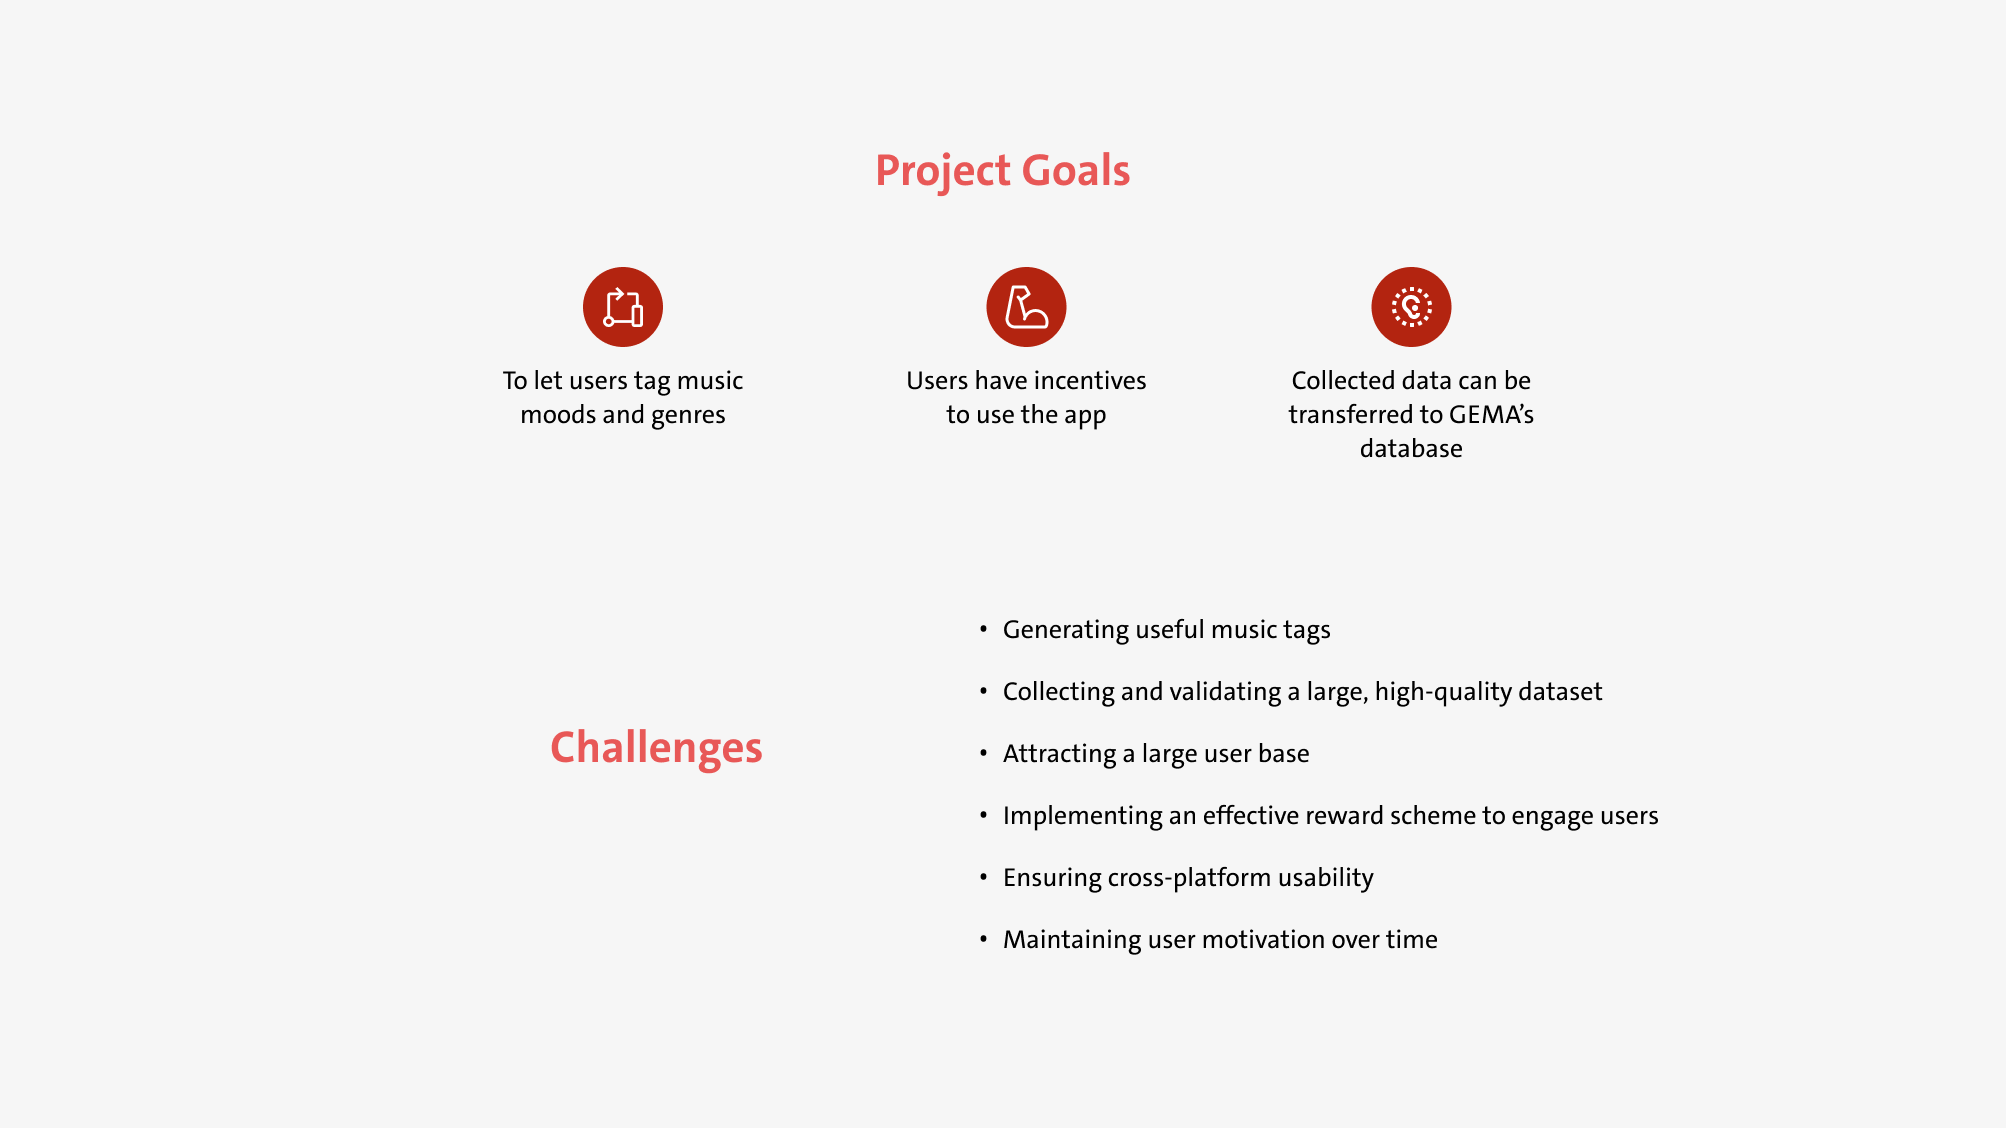 Project Goals
To let users tag music
moods and genres
Users have incentives
to use the app
Collected data can be
transferred to GEMA’s
database
Challenges
• Generating useful music tags
• Collecting and validating a large, high-quality dataset
• Attracting a large user base
• Implementing an effective reward scheme to engage users
• Ensuring cross-platform usability
• Maintaining user motivation over time